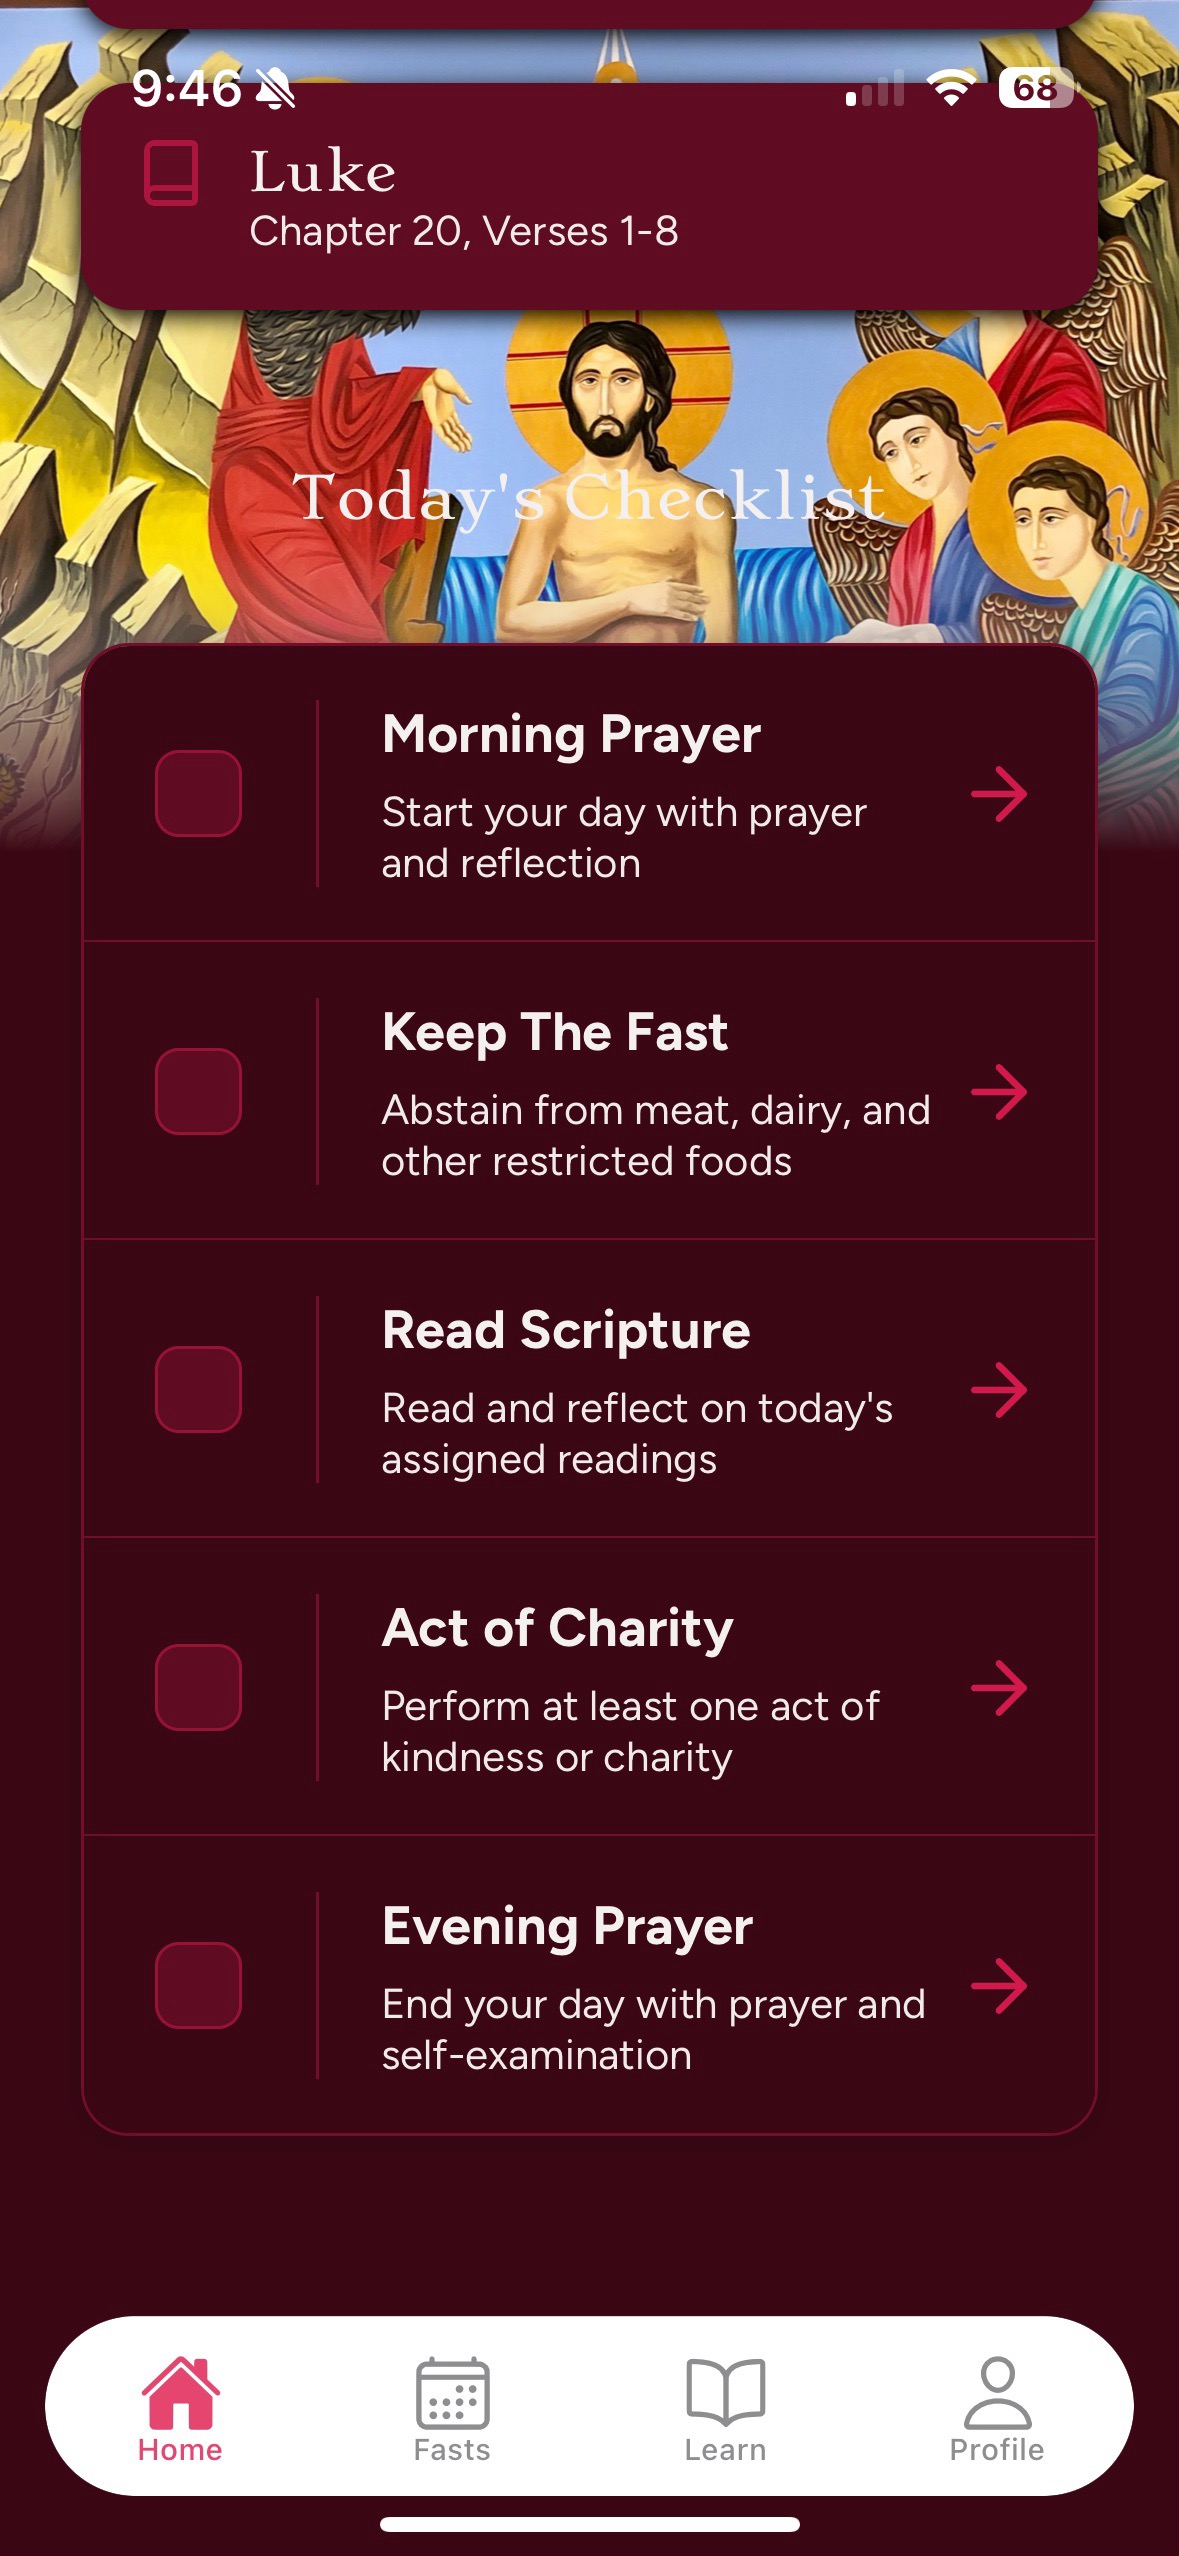 9:46
68
Luke
Chapter 20, Verses 1-8
Today's Checklist
Morning Prayer
Start your day with prayer
and reflection
Keep The Fast
Abstain from meat, dairy, and
other restricted foods
Read Scripture
Read and reflect on today's
assigned readings
Act of Charity
Perform at least one act of
kindness or charity
Evening Prayer
End your day with prayer and
self-examination
Home
Fasts
Learn
Profile